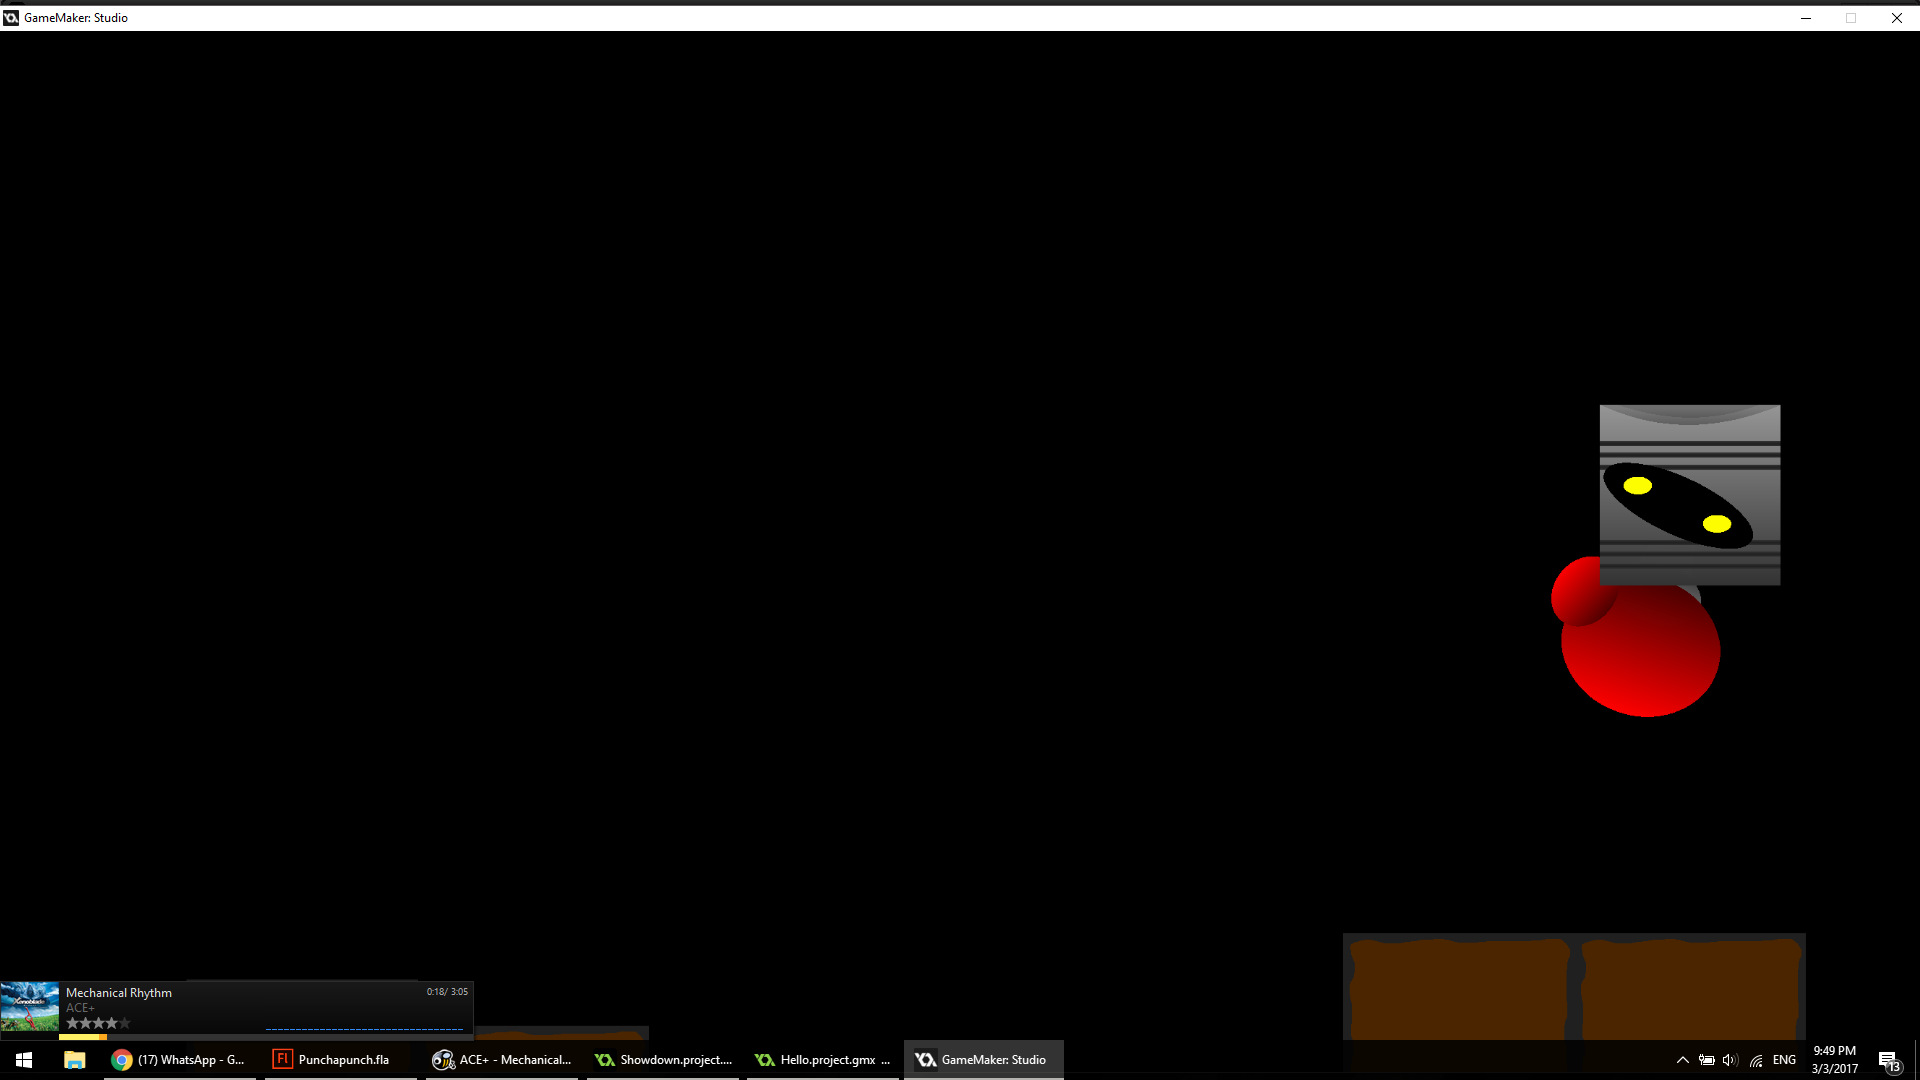 GameMaker: Studio
Mechanical Rhythm
0:18/ 3:05
ACE+
Xenoblade
(17) WhatsApp - G...
Punchapunch.fla
ACE+ - Mechanical...
Showdown.project....
Hello.project.gmx ...
GameMaker: Studio
ENG
9:49 PM
3/3/2017
13
Fl